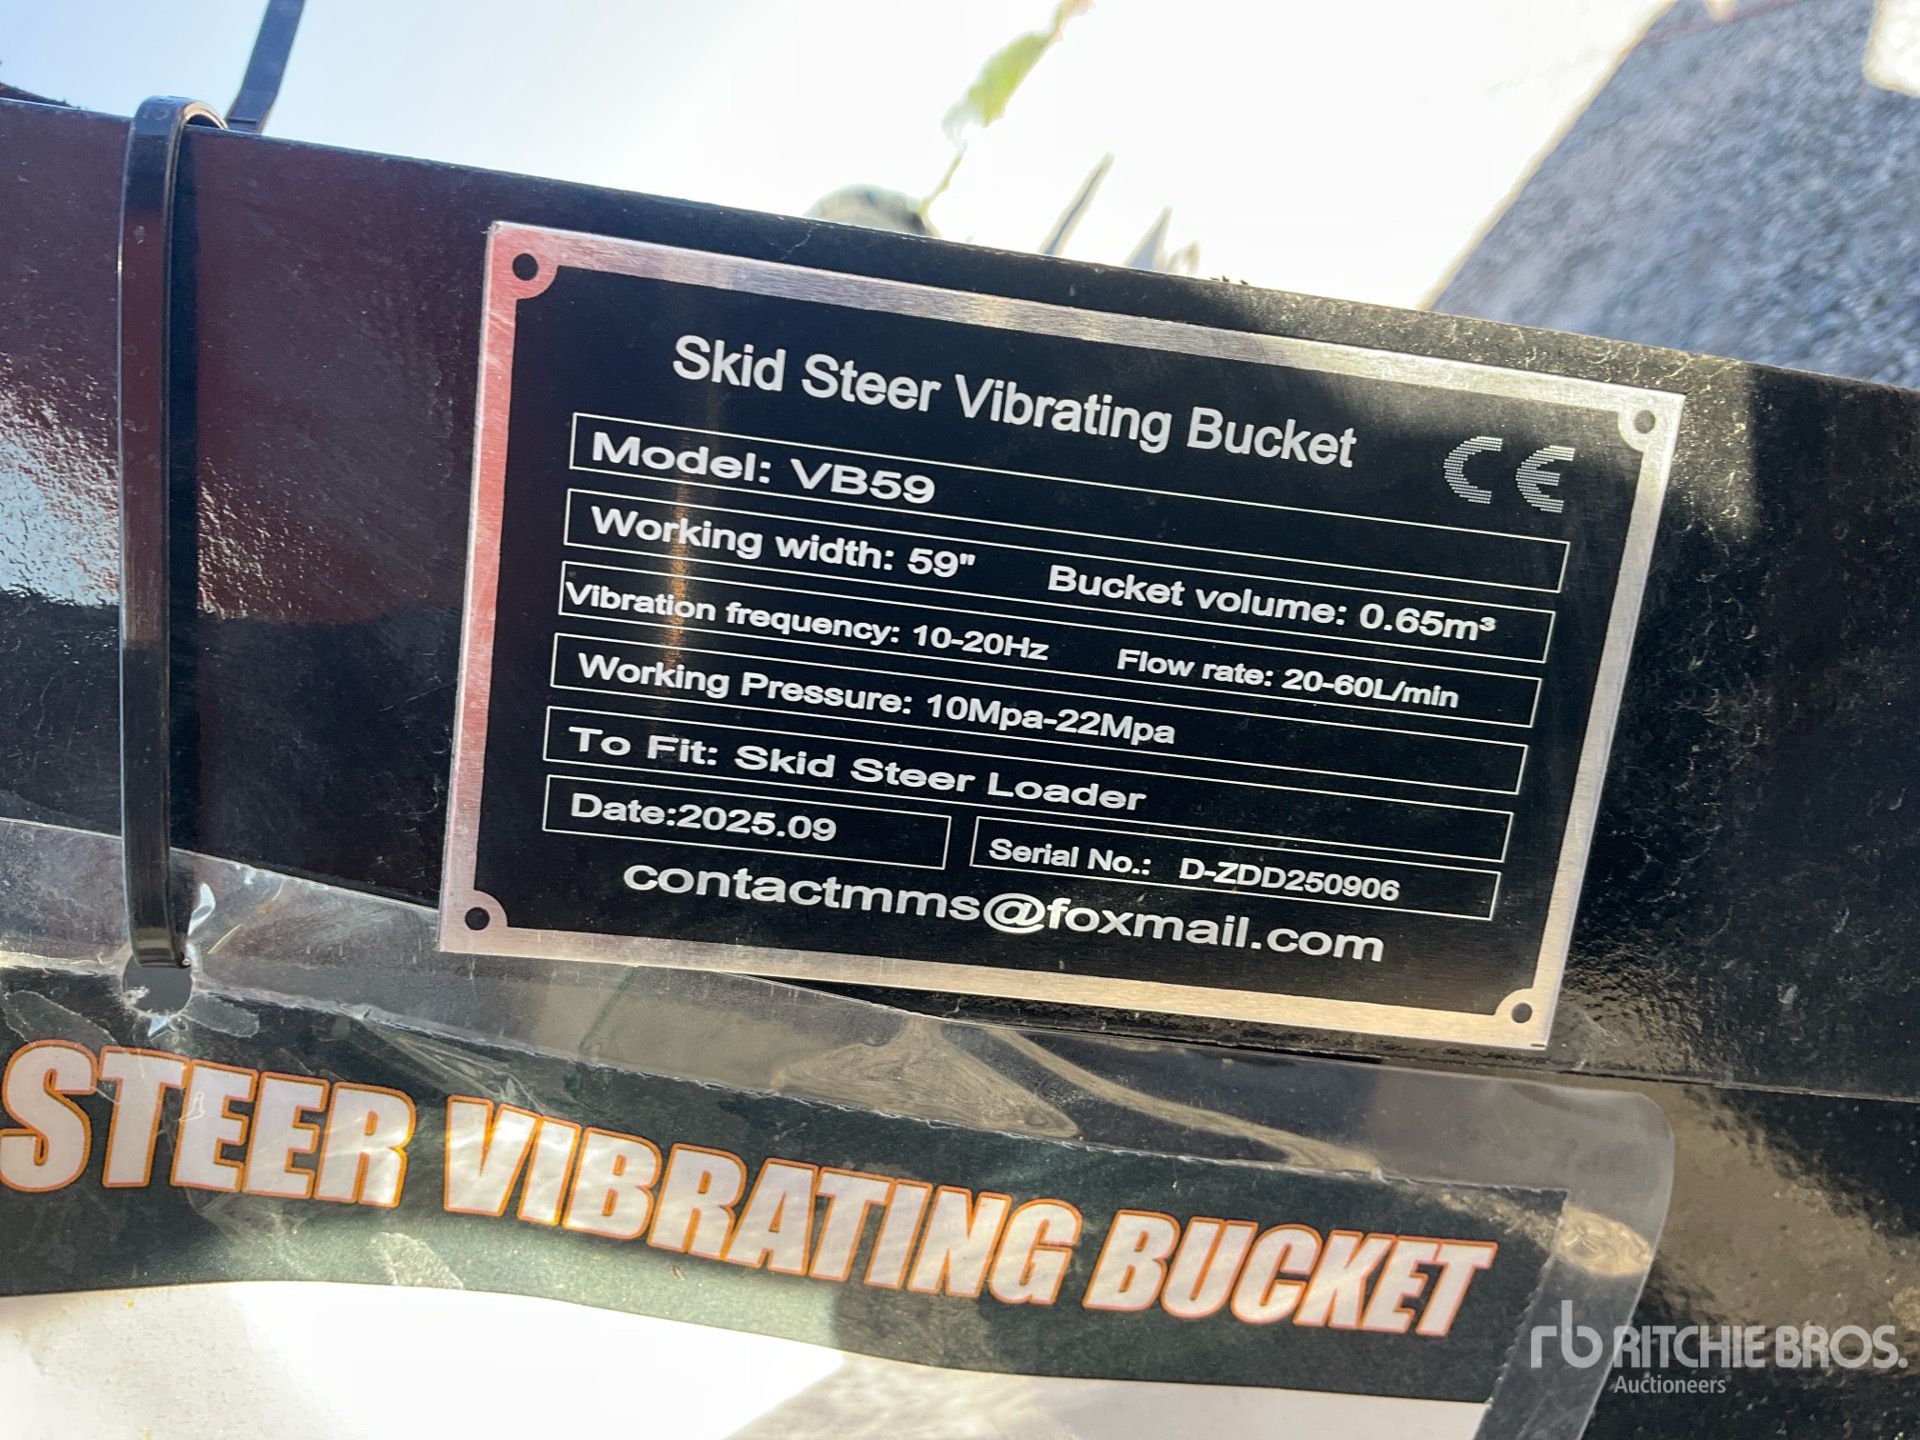 Skid Steer Vibrating Bucket
CE
Model: VB59
Working width: 59" Bucket volume: 0.65m³
Vibration frequency: 10-20Hz Flow rate: 20-60L/min
Working Pressure: 10Mpa-22Mpa
To Fit: Skid Steer Loader
Date:2025.09 Serial No.: D-ZDD250906
contactmms@foxmail.com
STEER VIBRATING BUCKET
rb RITCHIE BROS.
Auctioneers